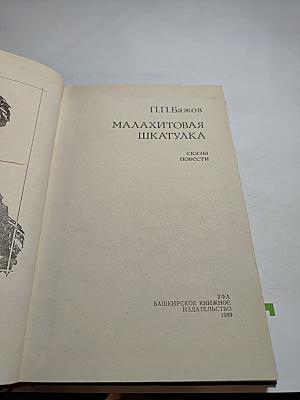 П.П.Бажов
МАЛАХИТОВАЯ
ШКАТУЛКА
сказы
повести
УФА
БАШКИРСКОЕ КНИЖНОЕ
ИЗДАТЕЛЬСТВО
1989